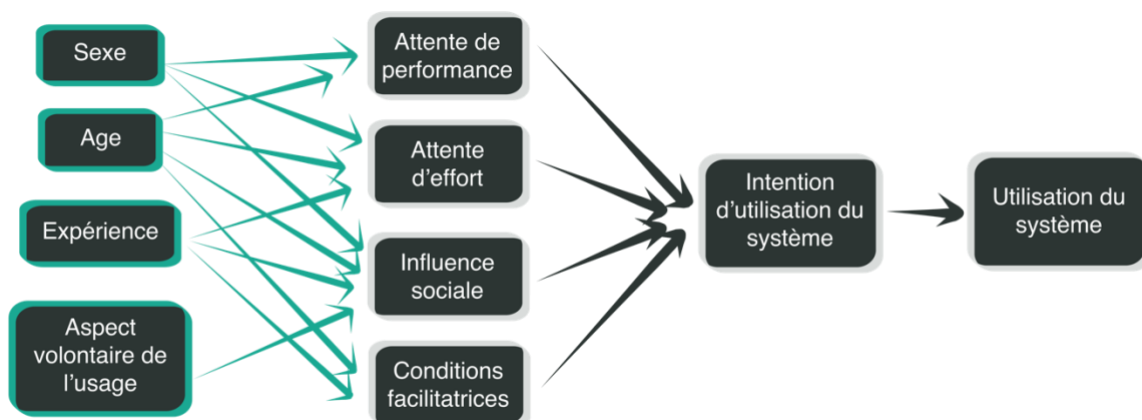 Sexe
Age
Expérience
Aspect
volontaire de
l'usage
Attente de
performance
Attente
d'effort
Influence
sociale
Conditions
facilitatrices
Intention
d'utilisation du
système
Utilisation du
système